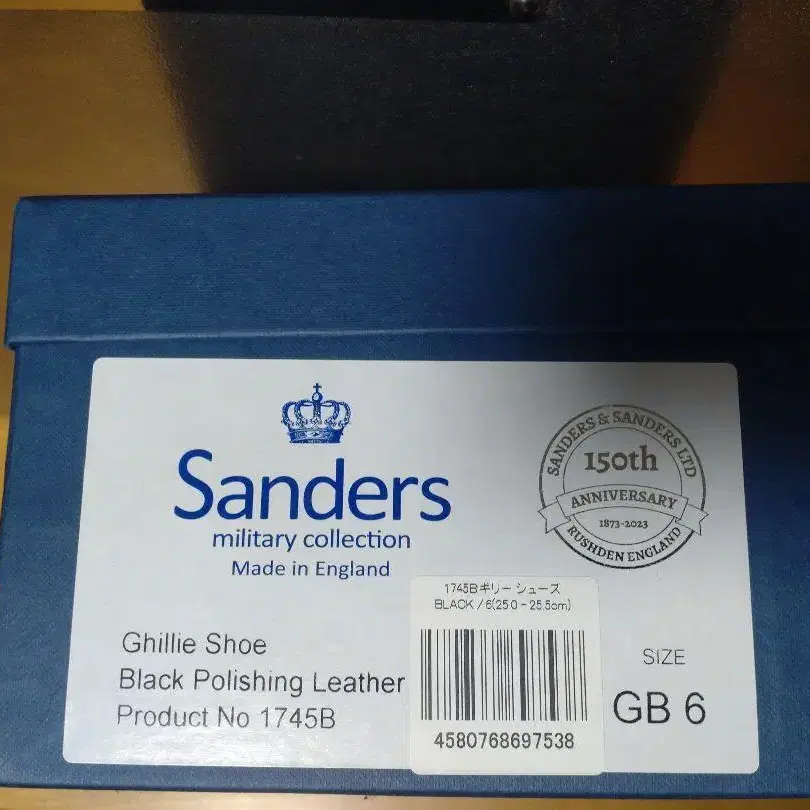 Sanders
military collection
Made in England
SANDERS & SANDERS LTD
150th
ANNIVERSARY
1873-2023
RUSHDEN ENGLAND
1745Bギリー シューズ
BLACK / 6(25.0 - 25.5cm)
Ghillie Shoe
Black Polishing Leather
Product No 1745B
4580768697538
SIZE
GB 6